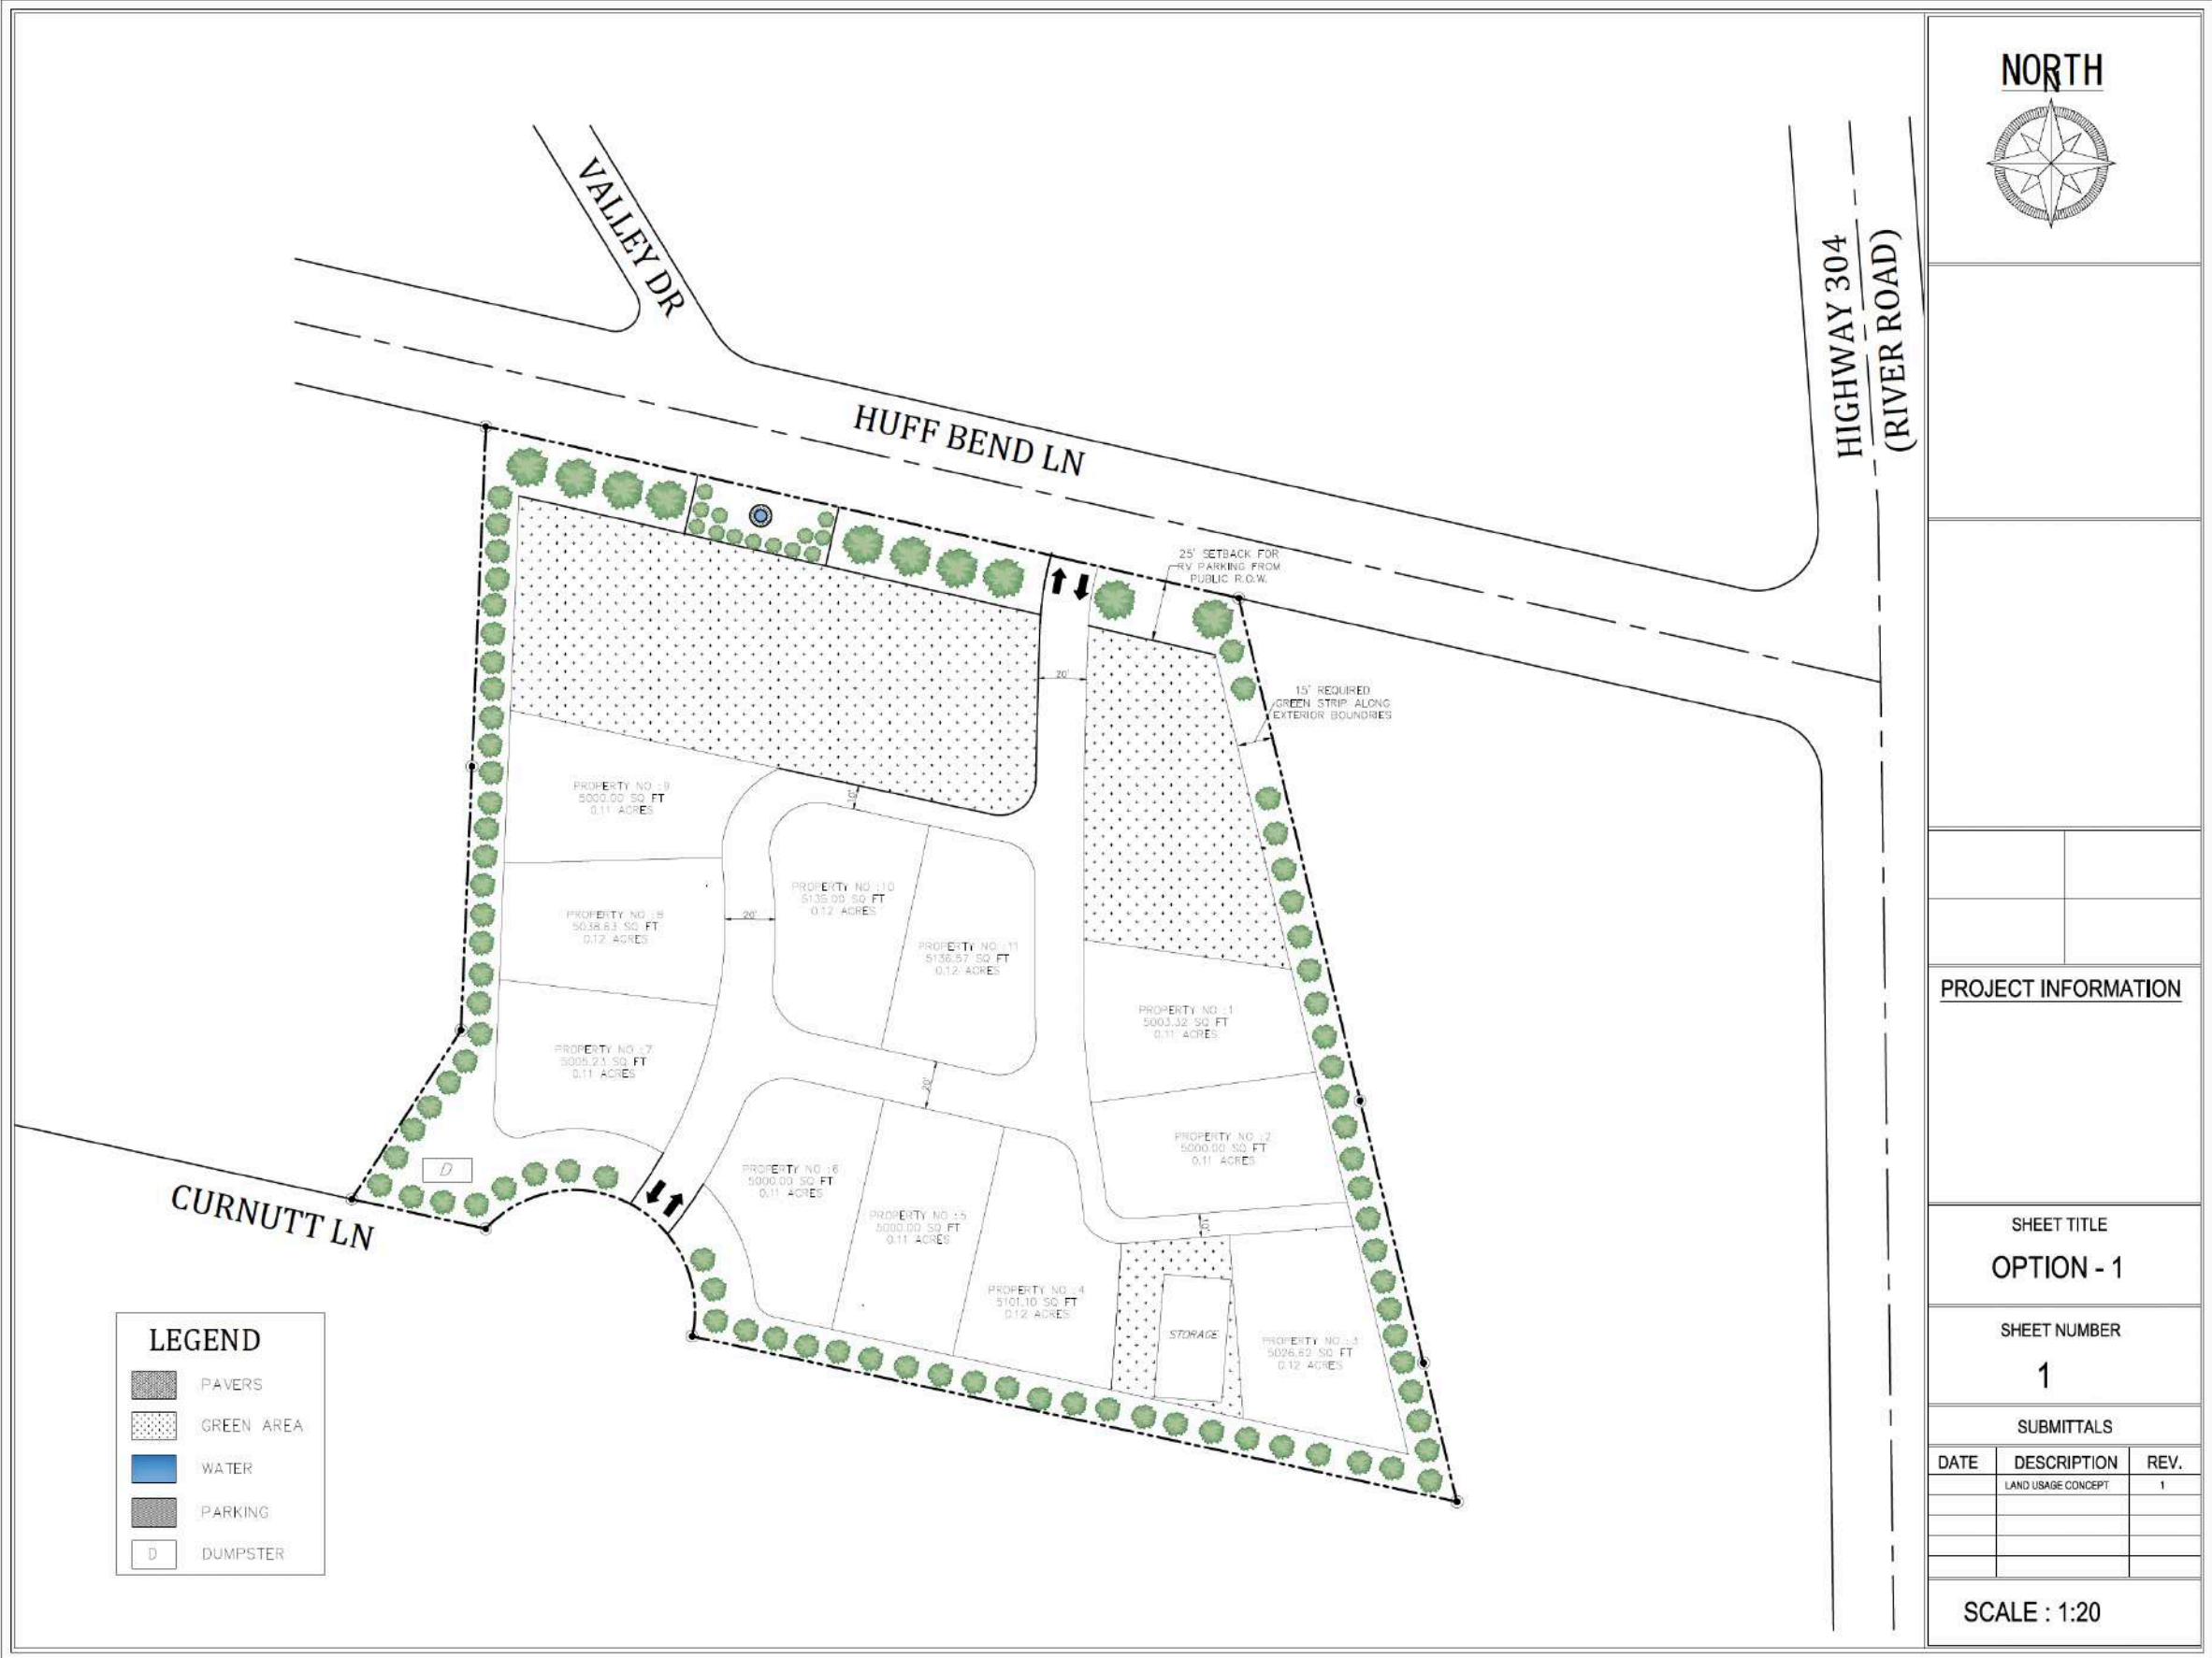 NORTH
N
VALLEY DR
HUFF BEND LN
HIGHWAY 304
(RIVER ROAD)
25' SETBACK FOR
RV PARKING FROM
PUBLIC R.O.W.
20'
15' REQUIRED
GREEN STRIP ALONG
EXTERIOR BOUNDRIES
PROPERTY NO :9
5000.00 SQ FT
0.11 ACRES
10'
PROPERTY NO :10
5135.00 SQ FT
0.12 ACRES
PROPERTY NO :8
5038.83 SQ FT
0.12 ACRES
20'
PROPERTY NO :11
5136.57 SQ FT
0.12 ACRES
PROPERTY NO :1
5003.32 SQ FT
0.11 ACRES
PROPERTY NO :7
5005.23 SQ FT
0.11 ACRES
20'
PROPERTY NO :2
5000.00 SQ FT
0.11 ACRES
D
PROPERTY NO :6
5000.00 SQ FT
0.11 ACRES
PROPERTY NO :5
5000.00 SQ FT
0.11 ACRES
10'
PROPERTY NO :4
5101.10 SQ FT
0.12 ACRES
STORAGE
PROPERTY NO :3
5026.62 SQ FT
0.12 ACRES
CURNUTT LN
LEGEND
PAVERS
GREEN AREA
WATER
PARKING
D DUMPSTER
PROJECT INFORMATION
SHEET TITLE
OPTION - 1
SHEET NUMBER
1
SUBMITTALS
DATE DESCRIPTION REV.
LAND USAGE CONCEPT 1
SCALE : 1:20